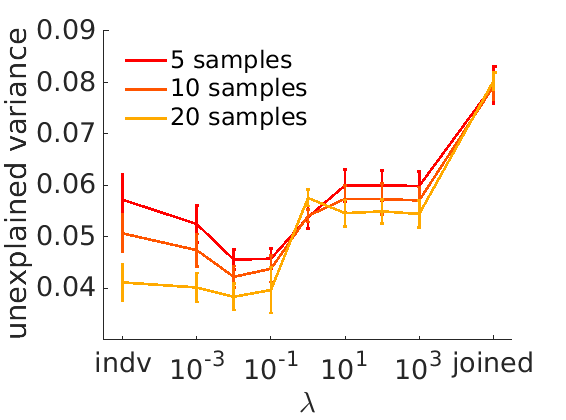 0.09
0.08
0.07
0.06
0.05
0.04
unexplained variance
5 samples
10 samples
20 samples
indv 10^-3 10^-1 10^1 10^3 joined
λ